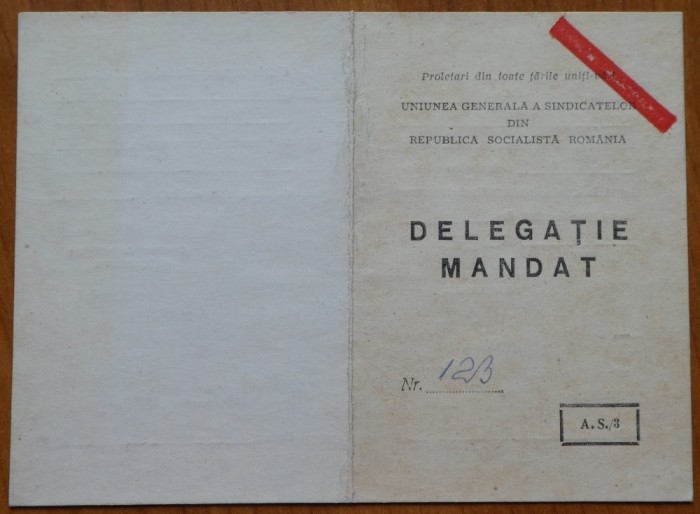 Proletari din toate țările uniți-vă!
UNIUNEA GENERALĂ A SINDICATELOR
DIN
REPUBLICA SOCIALISTĂ ROMÂNIA
DELEGAȚIE
MANDAT
Nr. 123
A. S./3